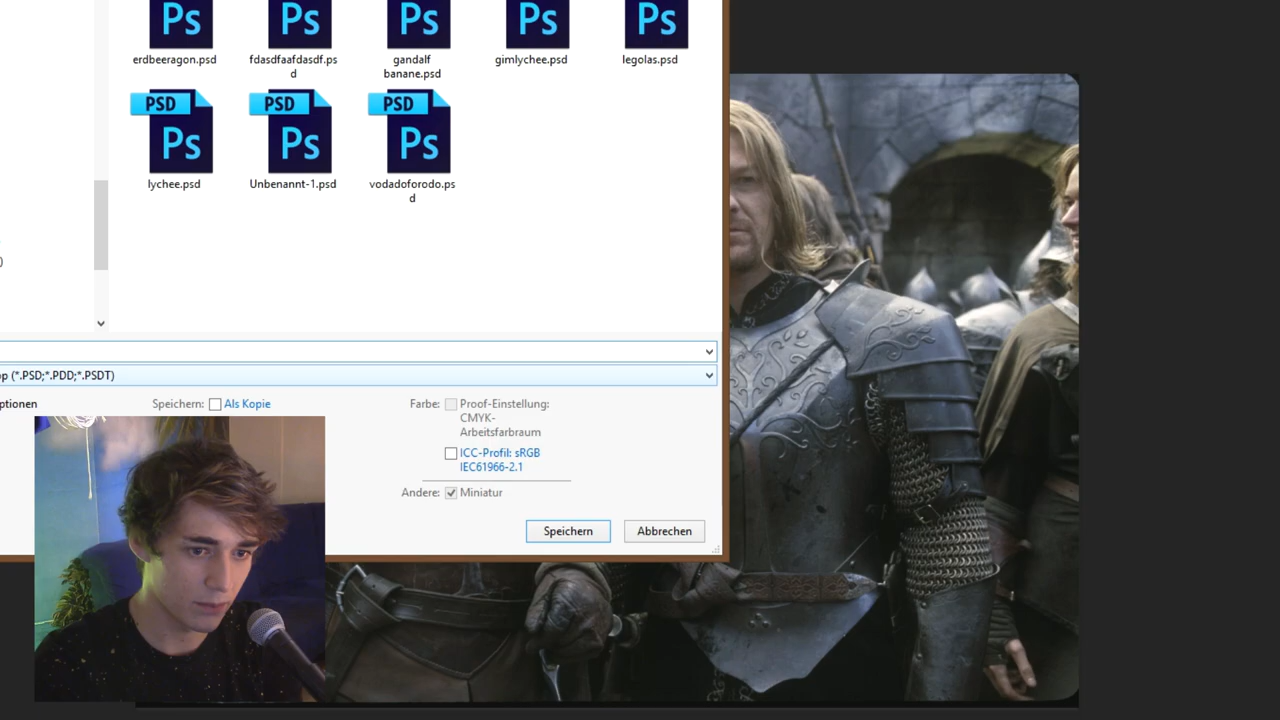 Ps
Ps
Ps
Ps
Ps
erdbeeragon.psd
fdasdfaafdasdf.ps
d
gandalf
banane.psd
gimlychee.psd
legolas.psd
PSD
Ps
PSD
Ps
PSD
Ps
lychee.psd
Unbenannt-1.psd
vodadoforodo.ps
d
)
op (*.PSD;*.PDD;*.PSDT)
ptionen
Speichern:
Als Kopie
Farbe:
Proof-Einstellung:
CMYK-
Arbeitsfarbraum
ICC-Profil: sRGB
IEC61966-2.1
Andere:
Miniatur
Speichern
Abbrechen